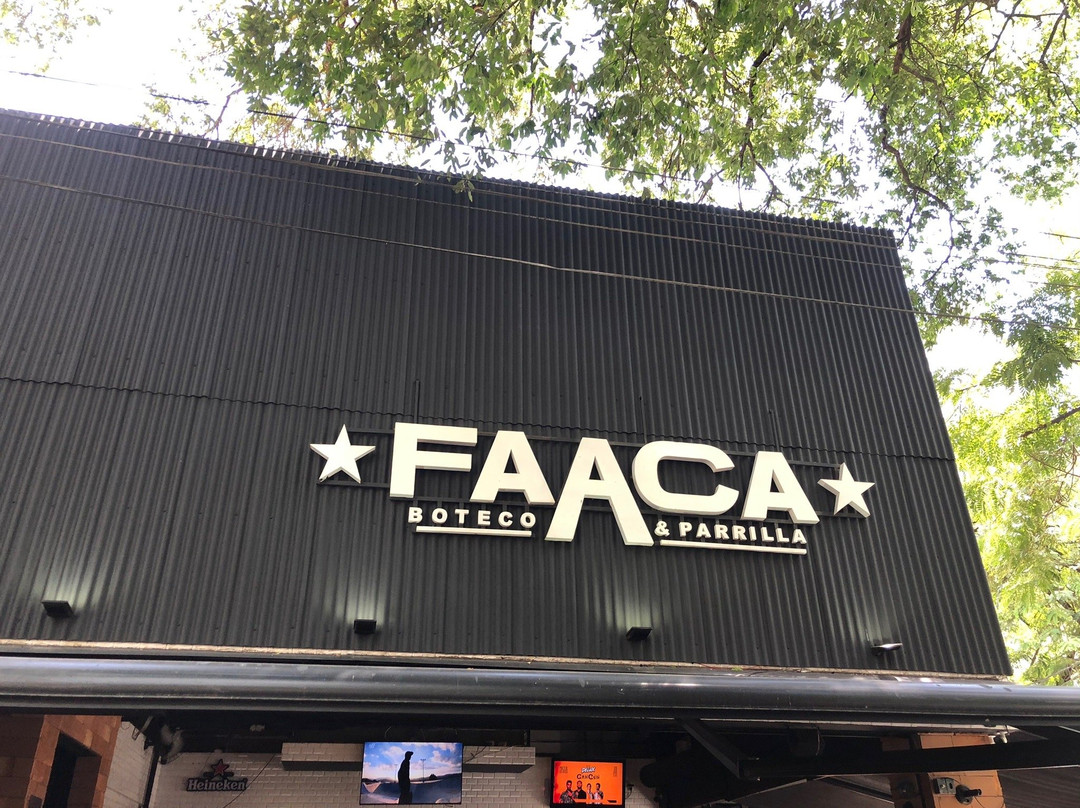 FAACA
BOTECO & PARRILLA
Heineken